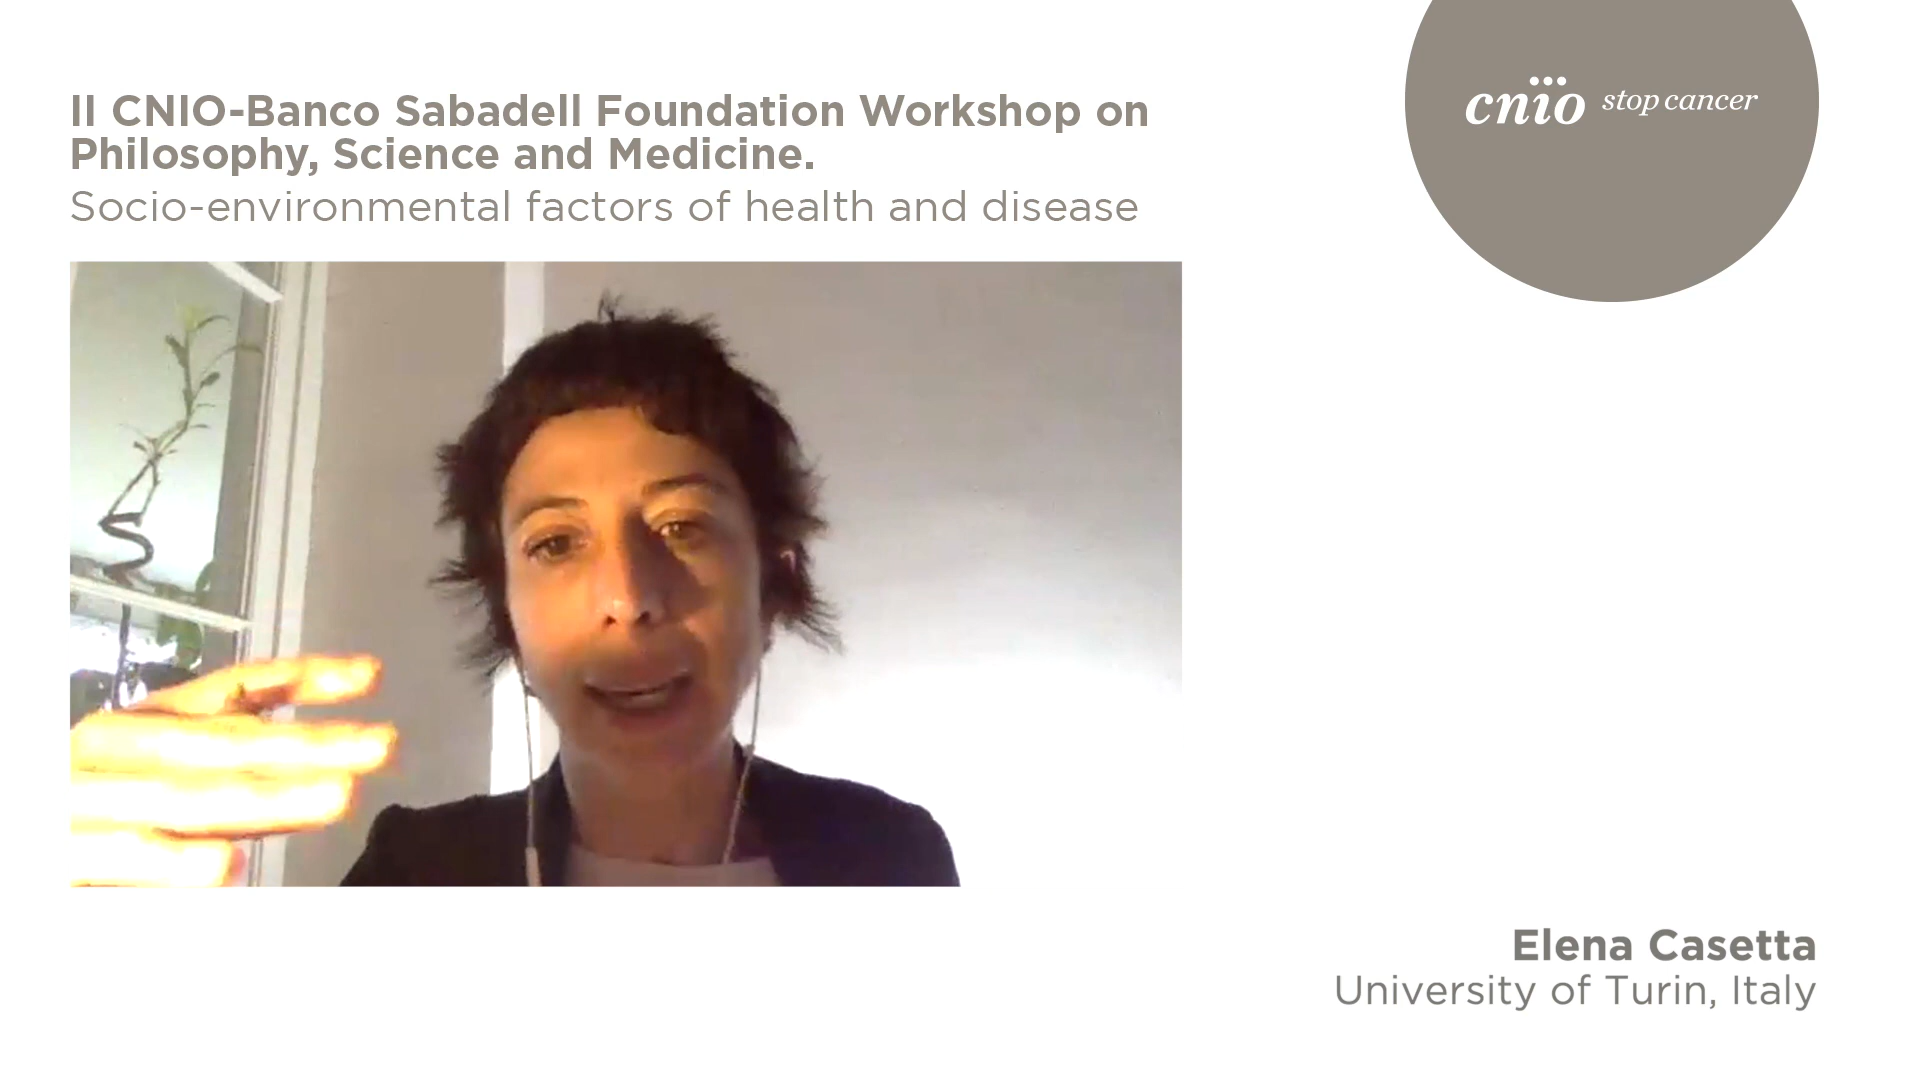 II CNIO-Banco Sabadell Foundation Workshop on
Philosophy, Science and Medicine.
Socio-environmental factors of health and disease
cnio stop cancer
Elena Casetta
University of Turin, Italy